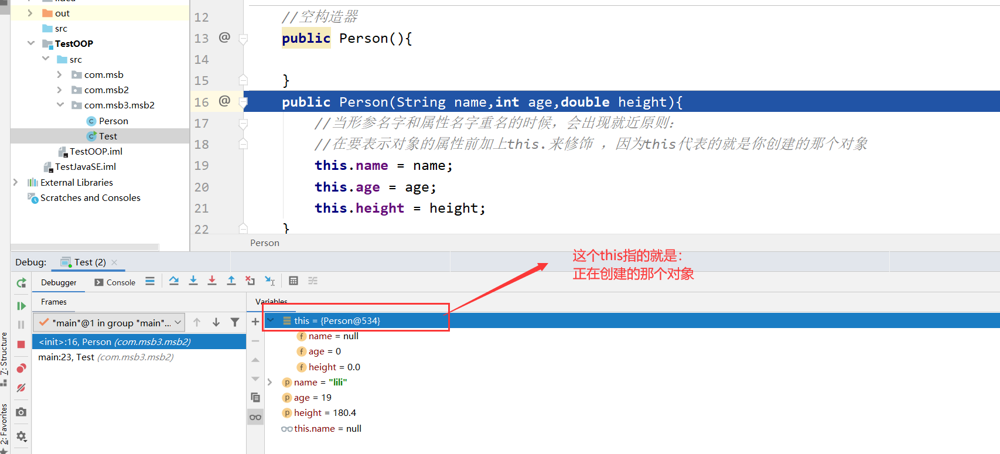 out
src
TestOOP
src
com.msb
com.msb2
com.msb3.msb2
Person
Test
TestOOP.iml
TestJavaSE.iml
External Libraries
Scratches and Consoles
12 //空构造器
13 @ public Person(){
14
15 }
16 @ public Person(String name,int age,double height){
17 //当形参名字和属性名字重名的时候，会出现就近原则：
18 //在要表示对象的属性前加上this.来修饰 ，因为this代表的就是你创建的那个对象
19 this.name = name;
20 this.age = age;
21 this.height = height;
22 }
Person
Debug: Test (2)
这个this指的就是：
正在创建的那个对象
Debugger Console
Frames
Variables
"main"@1 in group "main"...
<init>:16, Person (com.msb3.msb2)
main:23, Test (com.msb3.msb2)
this = {Person@534}
f name = null
f age = 0
f height = 0.0
p name = "lili"
p age = 19
p height = 180.4
this.name = null
7: Structure
2: Favorites